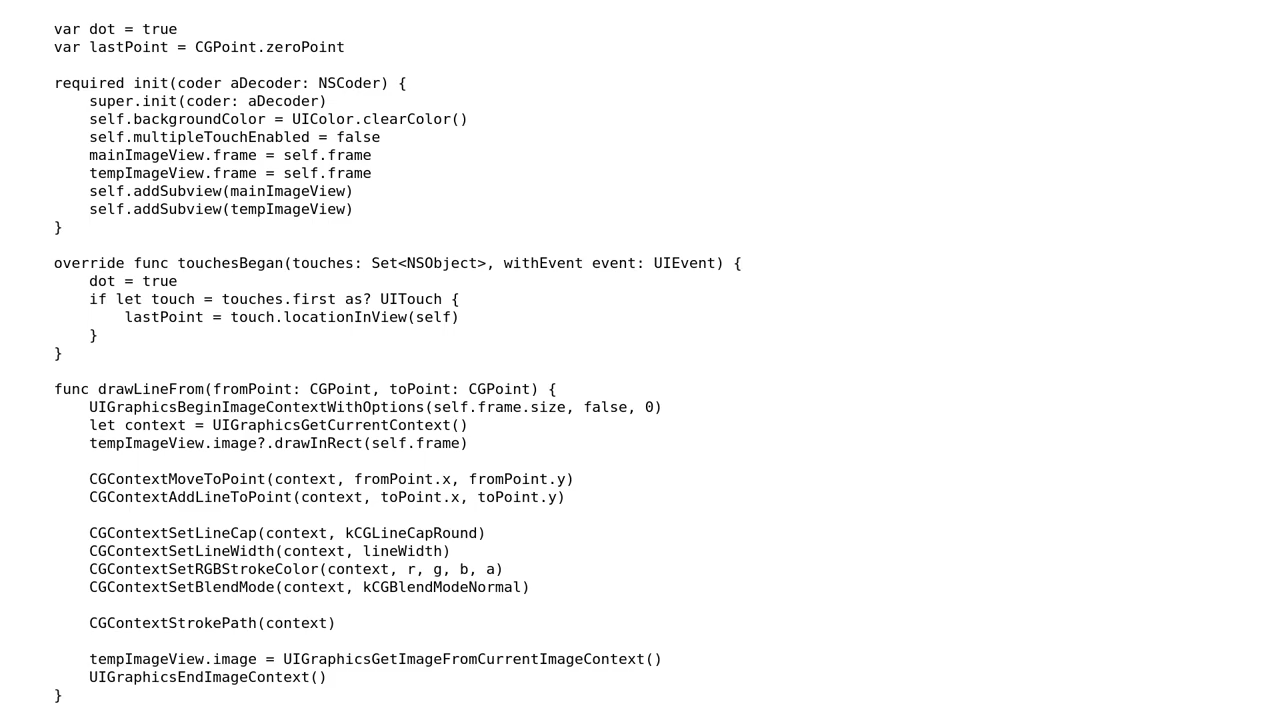 var dot = true
var lastPoint = CGPoint.zeroPoint

required init(coder aDecoder: NSCoder) {
    super.init(coder: aDecoder)
    self.backgroundColor = UIColor.clearColor()
    self.multipleTouchEnabled = false
    mainImageView.frame = self.frame
    tempImageView.frame = self.frame
    self.addSubview(mainImageView)
    self.addSubview(tempImageView)
}

override func touchesBegan(touches: Set<NSObject>, withEvent event: UIEvent) {
    dot = true
    if let touch = touches.first as? UITouch {
        lastPoint = touch.locationInView(self)
    }
}

func drawLineFrom(fromPoint: CGPoint, toPoint: CGPoint) {
    UIGraphicsBeginImageContextWithOptions(self.frame.size, false, 0)
    let context = UIGraphicsGetCurrentContext()
    tempImageView.image?.drawInRect(self.frame)

    CGContextMoveToPoint(context, fromPoint.x, fromPoint.y)
    CGContextAddLineToPoint(context, toPoint.x, toPoint.y)

    CGContextSetLineCap(context, kCGLineCapRound)
    CGContextSetLineWidth(context, lineWidth)
    CGContextSetRGBStrokeColor(context, r, g, b, a)
    CGContextSetBlendMode(context, kCGBlendModeNormal)

    CGContextStrokePath(context)

    tempImageView.image = UIGraphicsGetImageFromCurrentImageContext()
    UIGraphicsEndImageContext()
}